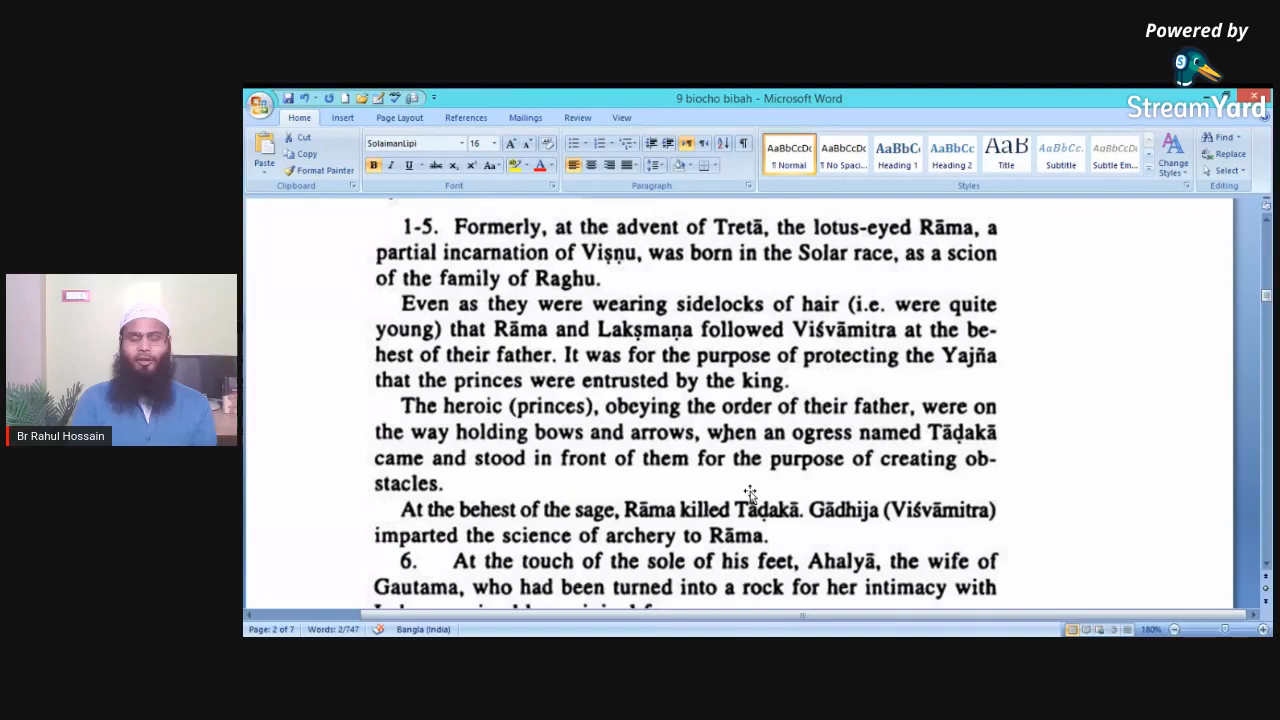 Powered by
StreamYard
9 biocho bibah - Microsoft Word
Home Insert Page Layout References Mailings Review View
Paste
Cut
Copy
Format Painter
Clipboard
SolaimanLipi 16
Font
Paragraph
AaBbCcDc AaBbCcDc AaBbC AaBbCc AaB AaBbCc. AaBbCcDc
¶ Normal ¶ No Spaci... Heading 1 Heading 2 Title Subtitle Subtle Em...
Styles
Change Styles
Find
Replace
Select
Editing
1-5. Formerly, at the advent of Tretā, the lotus-eyed Rāma, a
partial incarnation of Viṣṇu, was born in the Solar race, as a scion
of the family of Raghu.
Even as they were wearing sidelocks of hair (i.e. were quite
young) that Rāma and Lakṣmaṇa followed Viśvāmitra at the be-
hest of their father. It was for the purpose of protecting the Yajña
that the princes were entrusted by the king.
The heroic (princes), obeying the order of their father, were on
the way holding bows and arrows, when an ogress named Tāḍakā
came and stood in front of them for the purpose of creating ob-
stacles.
At the behest of the sage, Rāma killed Tāḍakā. Gādhija (Viśvāmitra)
imparted the science of archery to Rāma.
6. At the touch of the sole of his feet, Ahalyā, the wife of
Gautama, who had been turned into a rock for her intimacy with
Br Rahul Hossain
Page: 2 of 7 Words: 2/747 Bangla (India) 180%